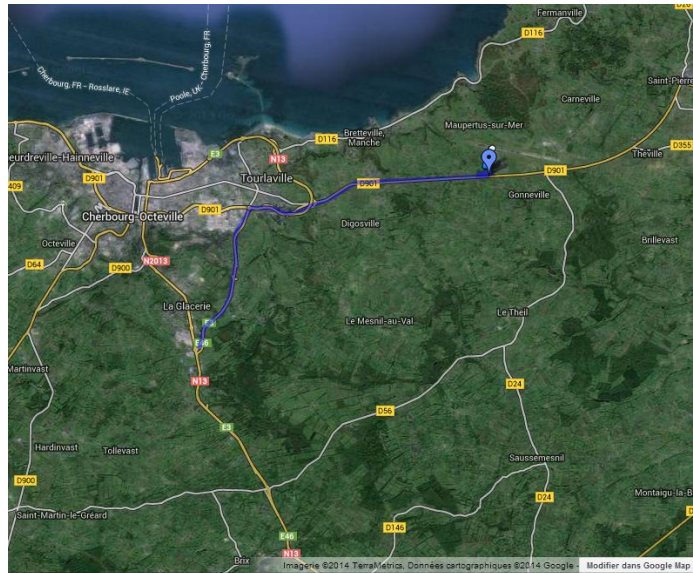 D20
Fermanville
D116
Cherbourg, FR - Rosslare, IE
Poole, UK - Cherbourg, FR
Saint-Pierre
Carneville
Maupertus-sur-Mer
Bretteville,
Manche
E3
N13
D116
D355
Théville
eurdreville-Hainneville
D901
409
Tourlaville
D901
D901
Gonneville
Cherbourg-Octeville
D901
Digosville
Octeville
Brillevast
D64
D900
N2013
La Glacerie
Le Theil
Le Mesnil-au-Val
E46
Martinvast
N13
D24
D56
E3
Hardinvast
Tollevast
Saussemesnil
D900
D24
Montaigu-la-B
Saint-Martin-le-Gréard
D146
E46
N13
Brix
Imagerie ©2014 TerraMetrics, Données cartographiques ©2014 Google - Modifier dans Google Map